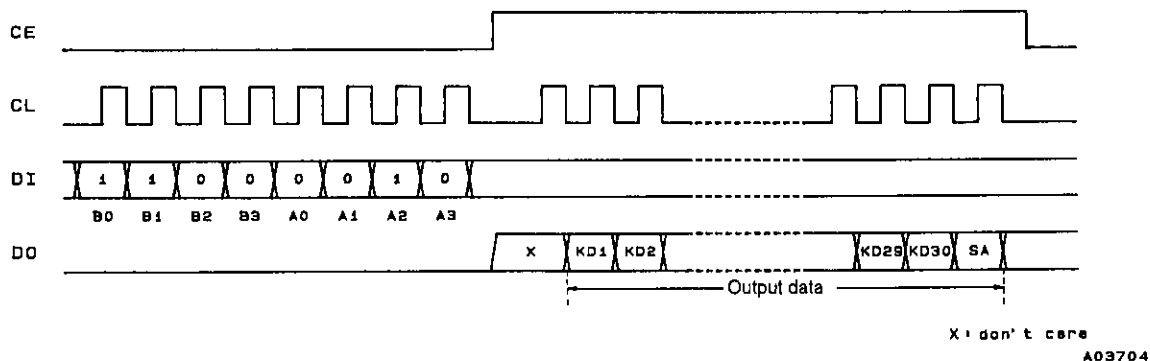 CE
CL
DI 1 1 0 0 0 0 1 0
B0 B1 B2 B3 A0 A1 A2 A3
DO X KD1 KD2 KD29 KD30 SA
Output data
X: don't care
A03704